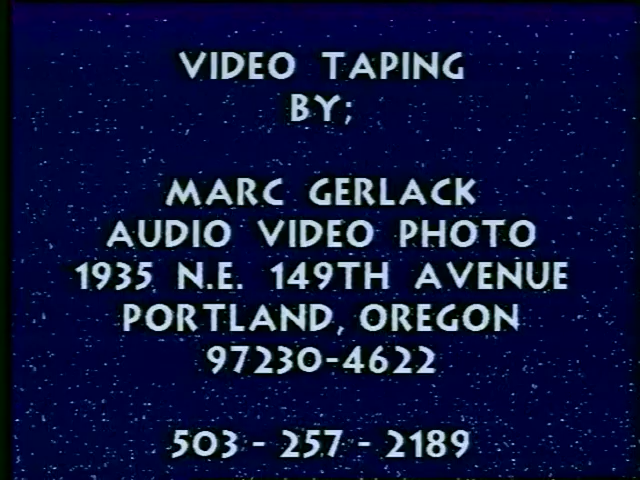 VIDEO TAPING
BY;
MARC GERLACK
AUDIO VIDEO PHOTO
1935 N.E. 149TH AVENUE
PORTLAND, OREGON
97230-4622
503 - 257 - 2189